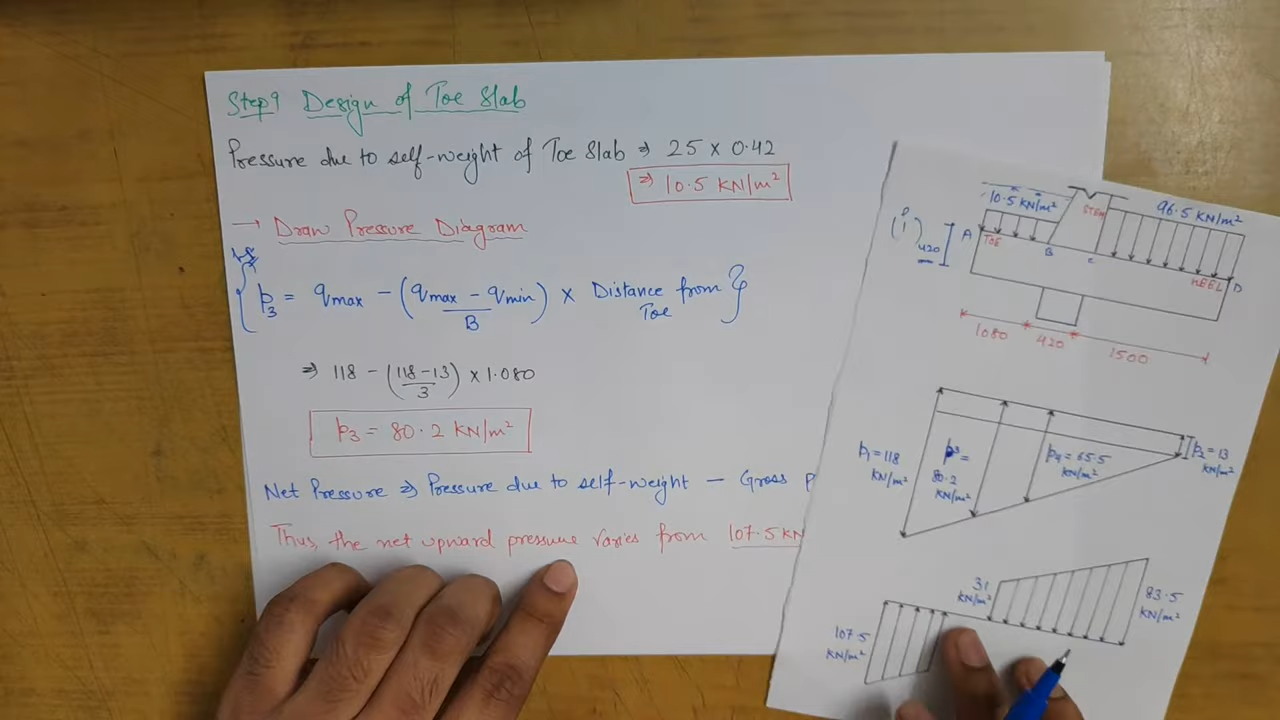 Step 9 Design of Toe Slab
Pressure due to self-weight of Toe Slab ⇒ 25 × 0.42
⇒ 10.5 KN/m²
→ Draw Pressure Diagram
{ p₃ = qmax − (qmax − qmin / B) × Distance from Toe }
⇒ 118 − (118 − 13 / 3) × 1.080
p₃ = 80.2 KN/m²
Net Pressure ⇒ Pressure due to self-weight − Gross p
Thus, the net upward pressure varies from 107.5 KN
(i)
10.5 KN/m²
STEM
96.5 KN/m²
420
A
TOE
B
C
HEEL
D
1080
420
1500
p₁ = 118
KN/m²
p³ =
80.2
KN/m²
p₄ = 65.5
KN/m²
p₂ = 13
KN/m²
31
KN/m²
83.5
KN/m²
107.5
KN/m²